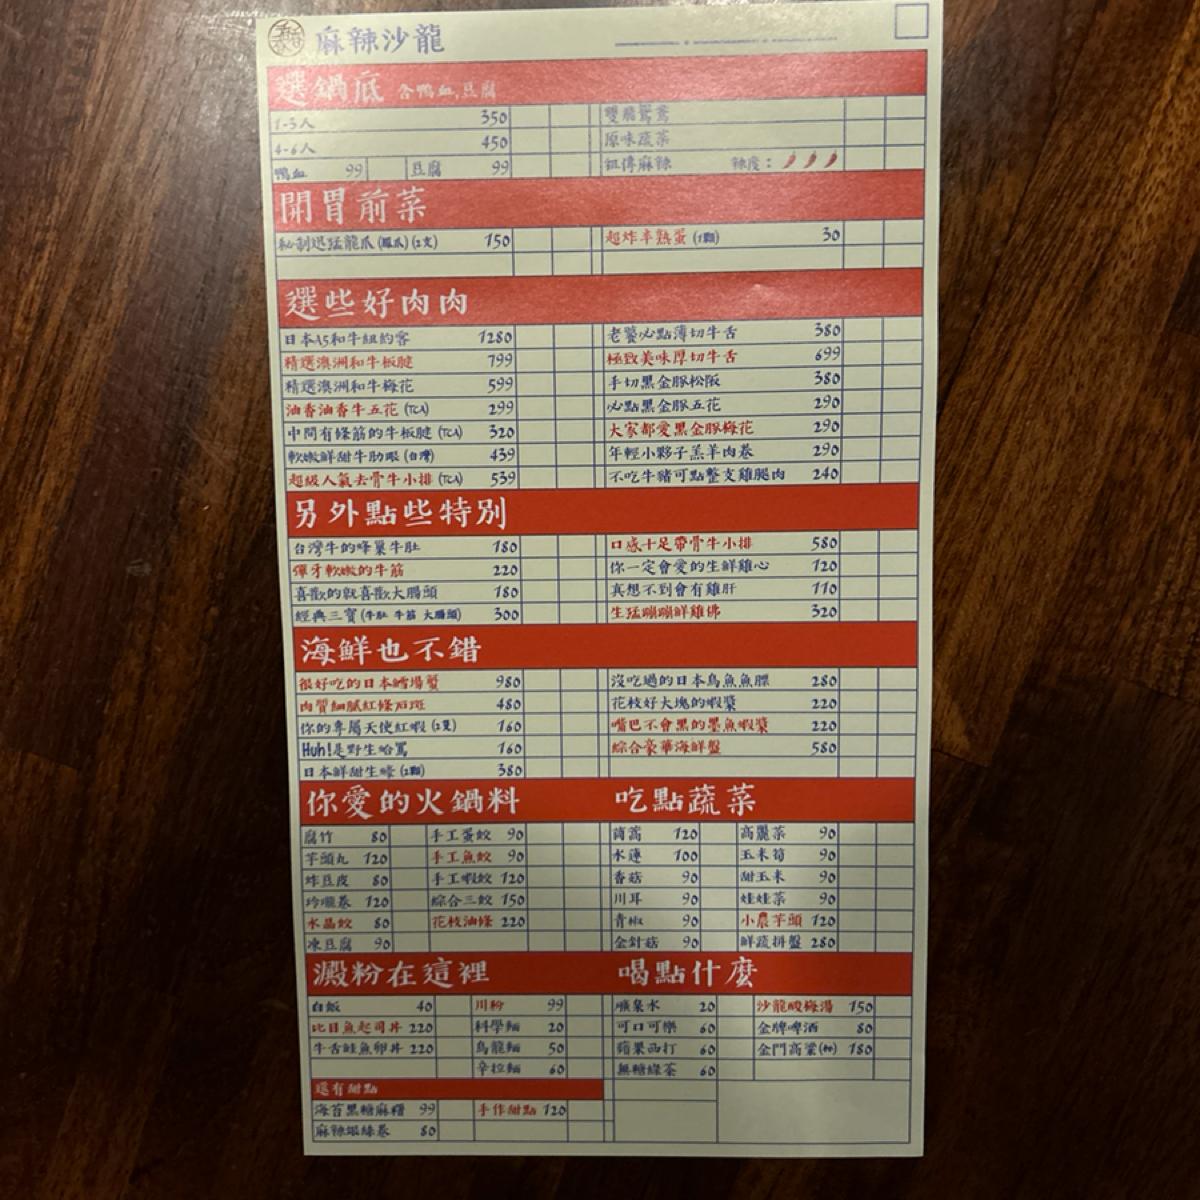 麻辣沙龍
選鍋底 含鴨血,豆腐
1-3人 350 雙龍鴛鴦
4-6人 450 原味蔬菜
鴨血 99 豆腐 99 祖傳麻辣 辣度:
開胃前菜
秘制迅猛龍爪(鳳爪)(2支) 150 超炸半熟蛋(1顆) 30
選些好肉肉
日本A5和牛紐約客 1280 老饕必點薄切牛舌 380
精選澳洲和牛板腱 799 極致美味厚切牛舌 699
精選澳洲和牛梅花 599 手切黑金豚松阪 380
油香油香牛五花(TCA) 299 必點黑金豚五花 290
中間有條筋的牛板腱(TCA) 320 大家都愛黑金豚梅花 290
軟嫩鮮甜牛肋眼(台灣) 439 年輕小夥子羔羊肉卷 290
超級人氣去骨牛小排(TCA) 539 不吃牛豬可點整支雞腿肉 240
另外點些特別
台灣牛的蜂巢牛肚 180 口感十足帶骨牛小排 580
彈牙軟嫩的牛筋 220 你一定會愛的生鮮雞心 120
喜歡的就喜歡大腸頭 180 真想不到會有雞肝 110
經典三寶(牛肚 牛筋 大腸頭) 300 生猛蹦蹦鮮雞佛 320
海鮮也不錯
很好吃的日本鱈場蟹 980 沒吃過的日本烏魚魚膘 280
肉質細膩紅條石斑 480 花枝好大塊的蝦漿 220
你的專屬天使紅蝦(2隻) 160 嘴巴不會黑的墨魚蝦漿 220
Huh!是野生蛤蠣 160 綜合豪華海鮮盤 580
日本鮮甜生蠔(2顆) 380
你愛的火鍋料 吃點蔬菜
腐竹 80 手工蛋餃 90 茼蒿 120 高麗菜 90
芋頭丸 120 手工魚餃 90 水蓮 100 玉米筍 90
炸豆皮 80 手工蝦餃 120 香菇 90 甜玉米 90
玲瓏卷 120 綜合三餃 150 川耳 90 娃娃菜 90
水晶餃 80 花枝油條 220 青椒 90 小農芋頭 120
凍豆腐 90 金針菇 90 鮮蔬拼盤 280
澱粉在這裡 喝點什麼
白飯 40 川粉 99 礦泉水 20 沙龍酸梅湯 150
比目魚起司丼 220 科學麵 20 可口可樂 60 金牌啤酒 80
牛舌鮭魚卵丼 220 烏龍麵 50 蘋果西打 60 金門高粱(杯) 180
辛拉麵 60 無糖綠茶 60
還有甜點
海苔黑糖麻糬 99 手作甜點 120
麻辣銀絲卷 80